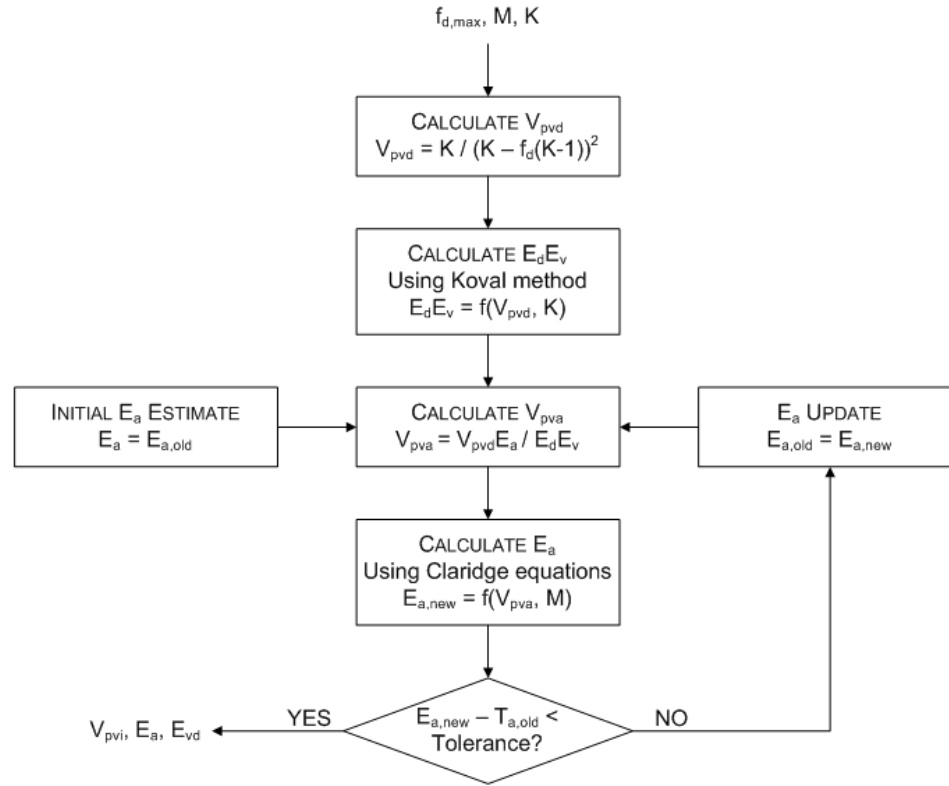 f_d,max, M, K
CALCULATE V_pvd
V_pvd = K / (K – f_d(K-1))²
CALCULATE E_dE_v
Using Koval method
E_dE_v = f(V_pvd, K)
INITIAL E_a ESTIMATE
E_a = E_a,old
CALCULATE V_pva
V_pva = V_pvdE_a / E_dE_v
E_a UPDATE
E_a,old = E_a,new
CALCULATE E_a
Using Claridge equations
E_a,new = f(V_pva, M)
YES
E_a,new – T_a,old <
Tolerance?
NO
V_pvi, E_a, E_vd